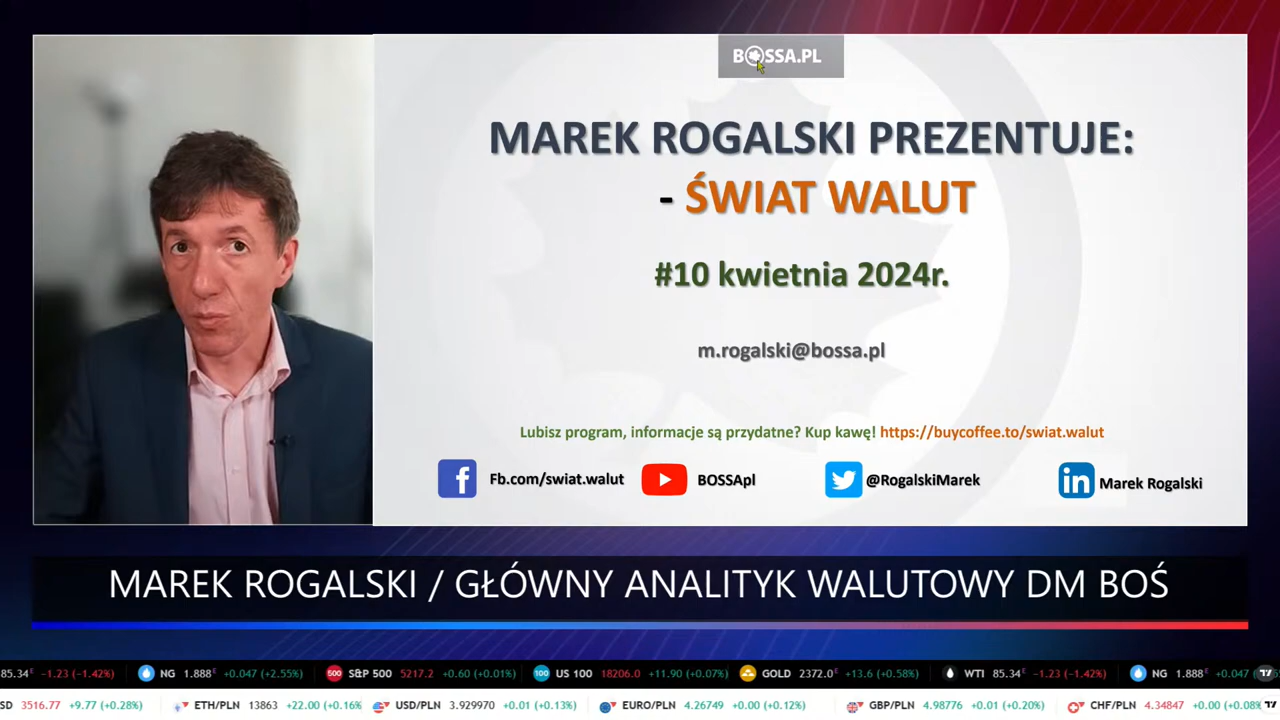 BOSSA.PL
MAREK ROGALSKI PREZENTUJE:
- ŚWIAT WALUT
#10 kwietnia 2024r.
m.rogalski@bossa.pl
Lubisz program, informacje są przydatne? Kup kawę! https://buycoffee.to/swiat.walut
Fb.com/swiat.walut BOSSApl @RogalskiMarek in Marek Rogalski
MAREK ROGALSKI / GŁÓWNY ANALITYK WALUTOWY DM BOŚ
85.34 E -1.23 (-1.42%) NG 1.888 E +0.047 (+2.55%) 500 S&P 500 5217.2 +0.60 (+0.01%) 100 US 100 18206.0 +11.90 (+0.07%) GOLD 2372.0 E +13.6 (+0.58%) WTI 85.34 E -1.23 (-1.42%) NG 1.888 E +0.047
SD 3516.77 +9.77 (+0.28%) ETH/PLN 13863 +22.00 (+0.16% USD/PLN 3.929970 +0.01 (+0.13%) EURO/PLN 4.26749 +0.00 (+0.12%) GBP/PLN 4.98776 +0.01 (+0.20%) CHF/PLN 4.34847 +0.00 (+0.08%